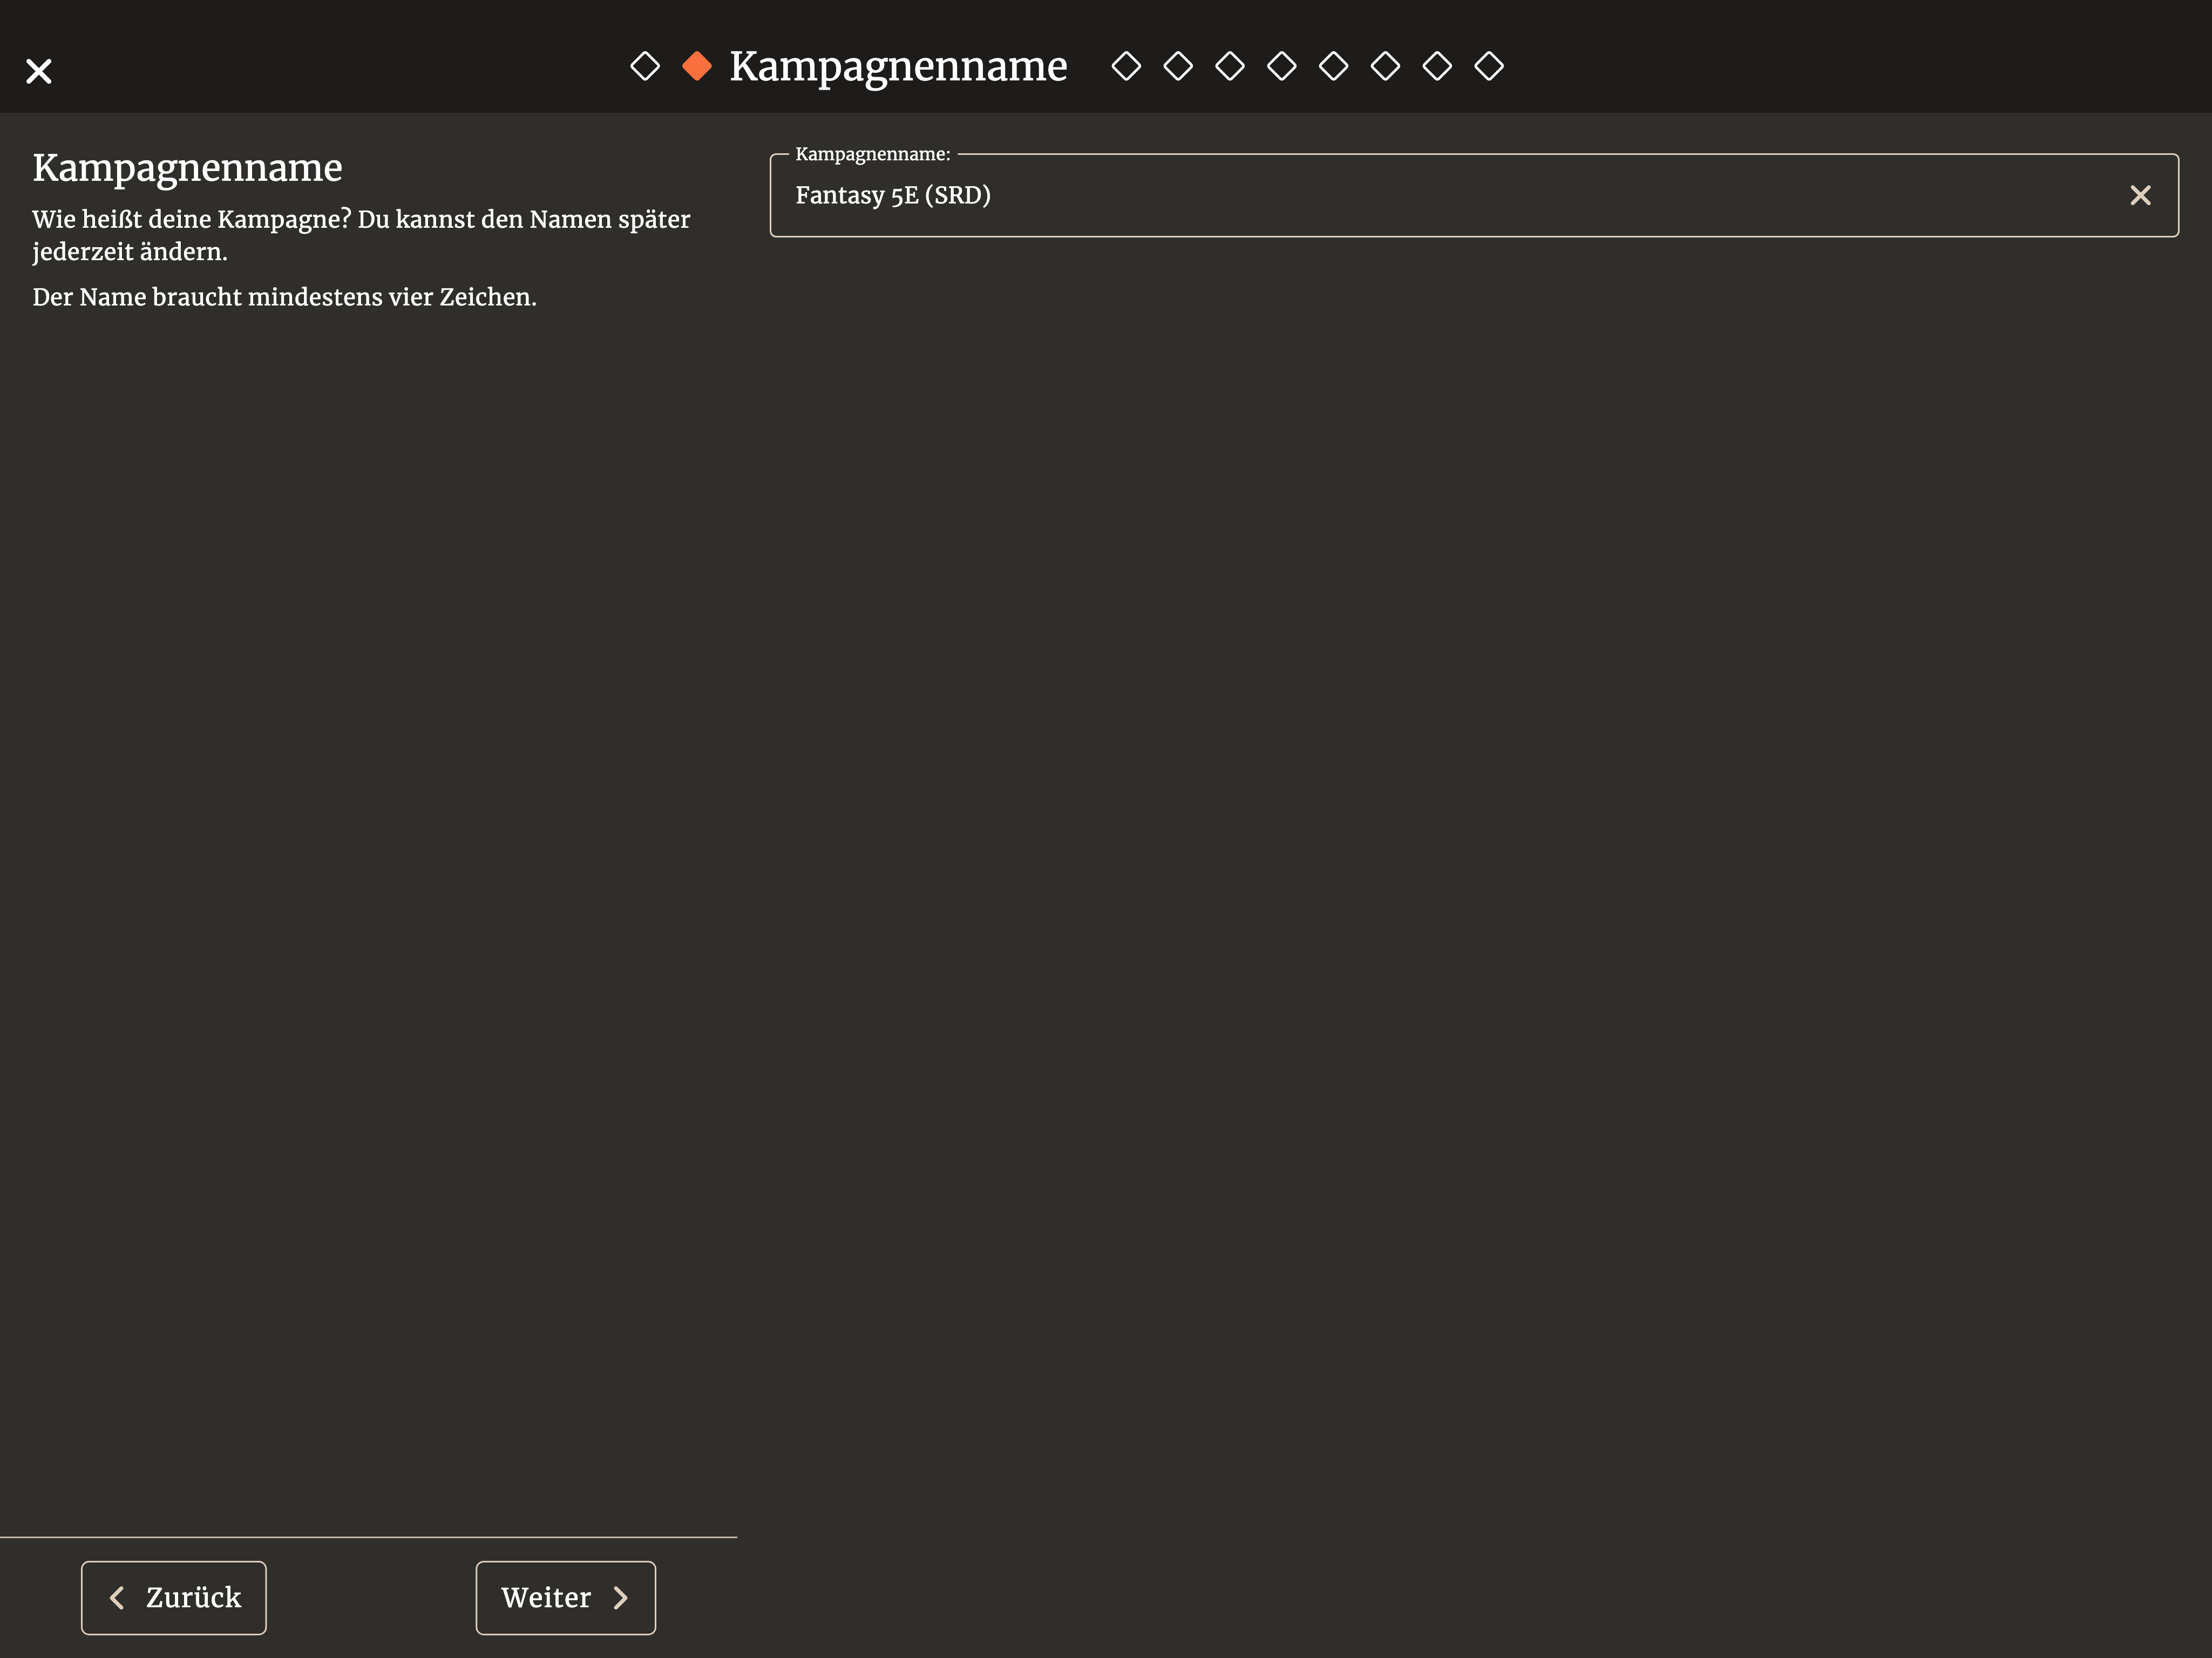 Kampagnenname
Kampagnenname
Wie heißt deine Kampagne? Du kannst den Namen später
jederzeit ändern.
Der Name braucht mindestens vier Zeichen.
Kampagnenname:
Fantasy 5E (SRD)
Zurück
Weiter